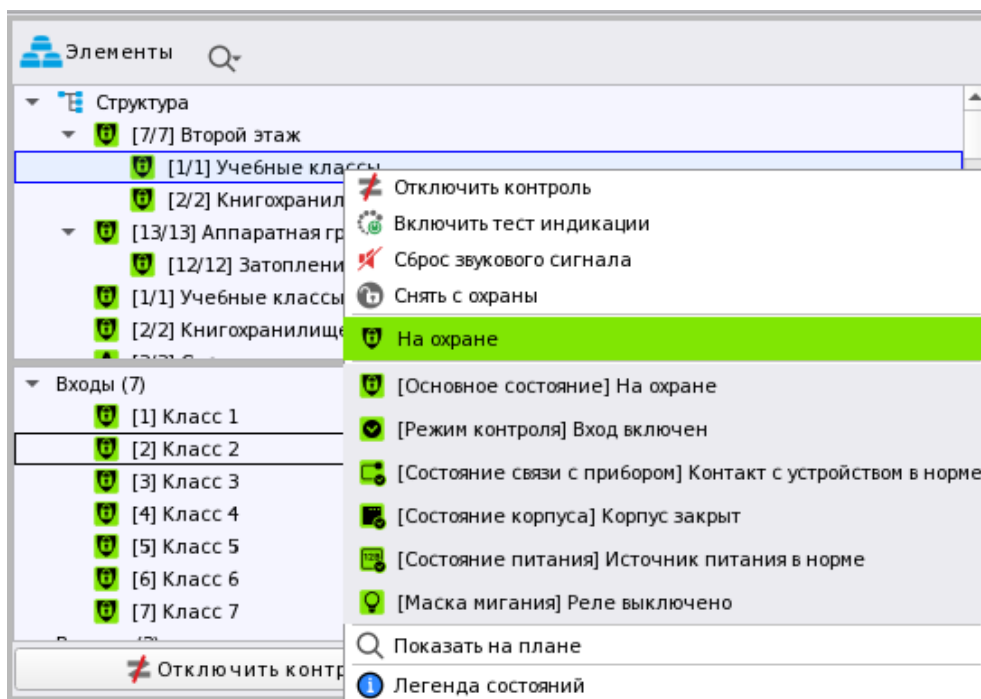 Элементы
Структура
[7/7] Второй этаж
[1/1] Учебные классы
[2/2] Книгохранил
[13/13] Аппаратная гр
[12/12] Затоплени
[1/1] Учебные классы
[2/2] Книгохранилище
Входы (7)
[1] Класс 1
[2] Класс 2
[3] Класс 3
[4] Класс 4
[5] Класс 5
[6] Класс 6
[7] Класс 7
Отключить контр
Отключить контроль
Включить тест индикации
Сброс звукового сигнала
Снять с охраны
На охране
[Основное состояние] На охране
[Режим контроля] Вход включен
[Состояние связи с прибором] Контакт с устройством в норме
[Состояние корпуса] Корпус закрыт
[Состояние питания] Источник питания в норме
[Маска мигания] Реле выключено
Показать на плане
Легенда состояний